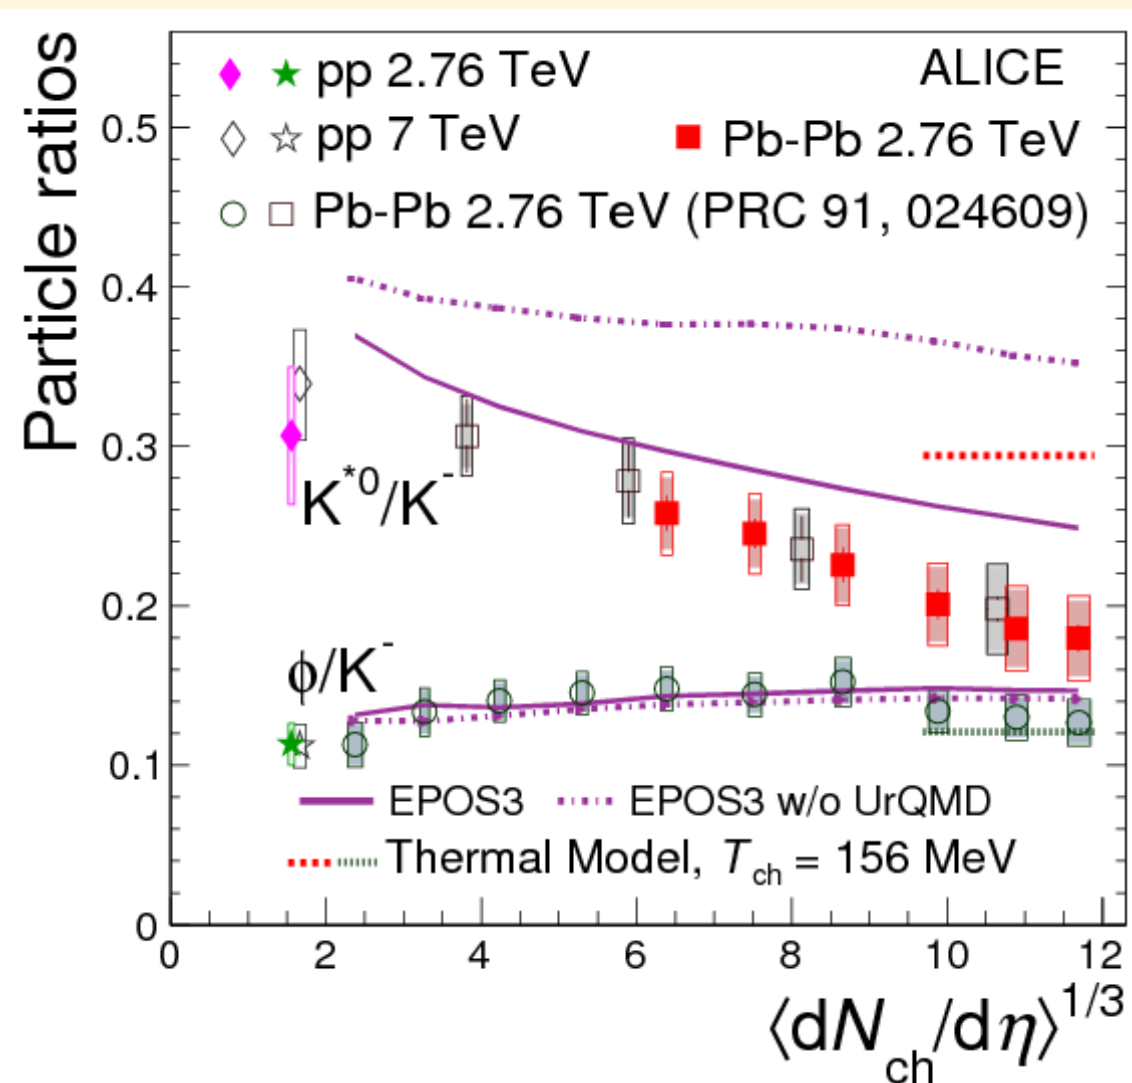 Particle ratios
pp 2.76 TeV
ALICE
pp 7 TeV
Pb-Pb 2.76 TeV
Pb-Pb 2.76 TeV (PRC 91, 024609)
0.5
0.4
0.3
0.2
0.1
0
K*0/K-
ϕ/K-
EPOS3
EPOS3 w/o UrQMD
Thermal Model, Tch = 156 MeV
0 2 4 6 8 10 12
⟨dNch/dη⟩1/3